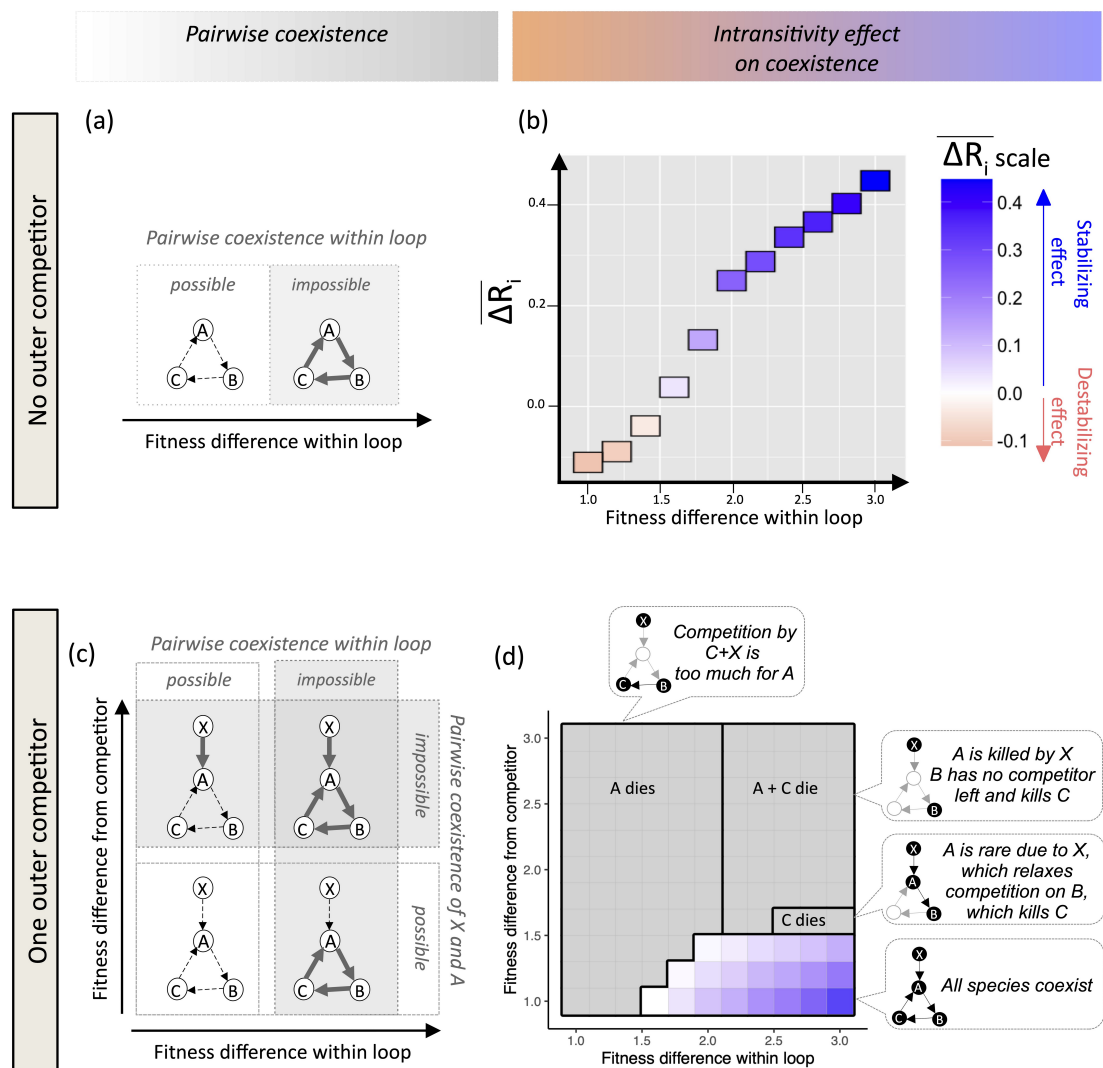 Pairwise coexistence
Intransitivity effect
on coexistence
No outer competitor
(a)
Pairwise coexistence within loop
possible
impossible
A
C
B
A
C
B
Fitness difference within loop
(b)
ΔRi
0.4
0.2
0.0
1.0
1.5
2.0
2.5
3.0
Fitness difference within loop
ΔRi scale
0.4
0.3
0.2
0.1
0.0
-0.1
Stabilizing
effect
Destabilizing
effect
One outer competitor
(c)
Pairwise coexistence within loop
possible
impossible
Fitness difference from competitor
X
A
C
B
X
A
C
B
impossible
X
A
C
B
X
A
C
B
possible
Pairwise coexistence of X and A
Fitness difference within loop
(d)
X
C
B
Competition by
C+X is
too much for A
Fitness difference from competitor
3.0
2.5
2.0
1.5
1.0
A dies
A + C die
C dies
1.0
1.5
2.0
2.5
3.0
Fitness difference within loop
X
B
A is killed by X
B has no competitor
left and kills C
X
A
B
A is rare due to X,
which relaxes
competition on B,
which kills C
X
A
C
B
All species coexist